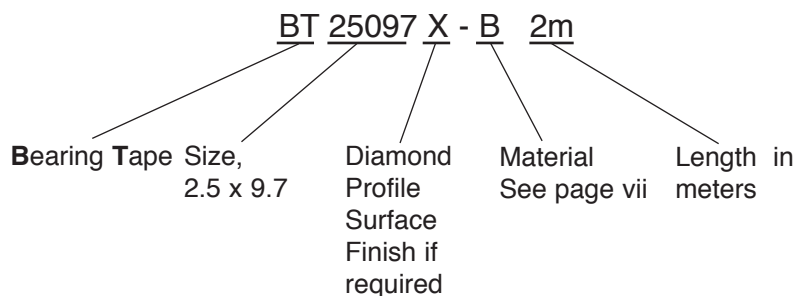 BT 25097 X - B 2m
Bearing Tape
Size,
2.5 x 9.7
Diamond
Profile
Surface
Finish if
required
Material
See page vii
Length in
meters